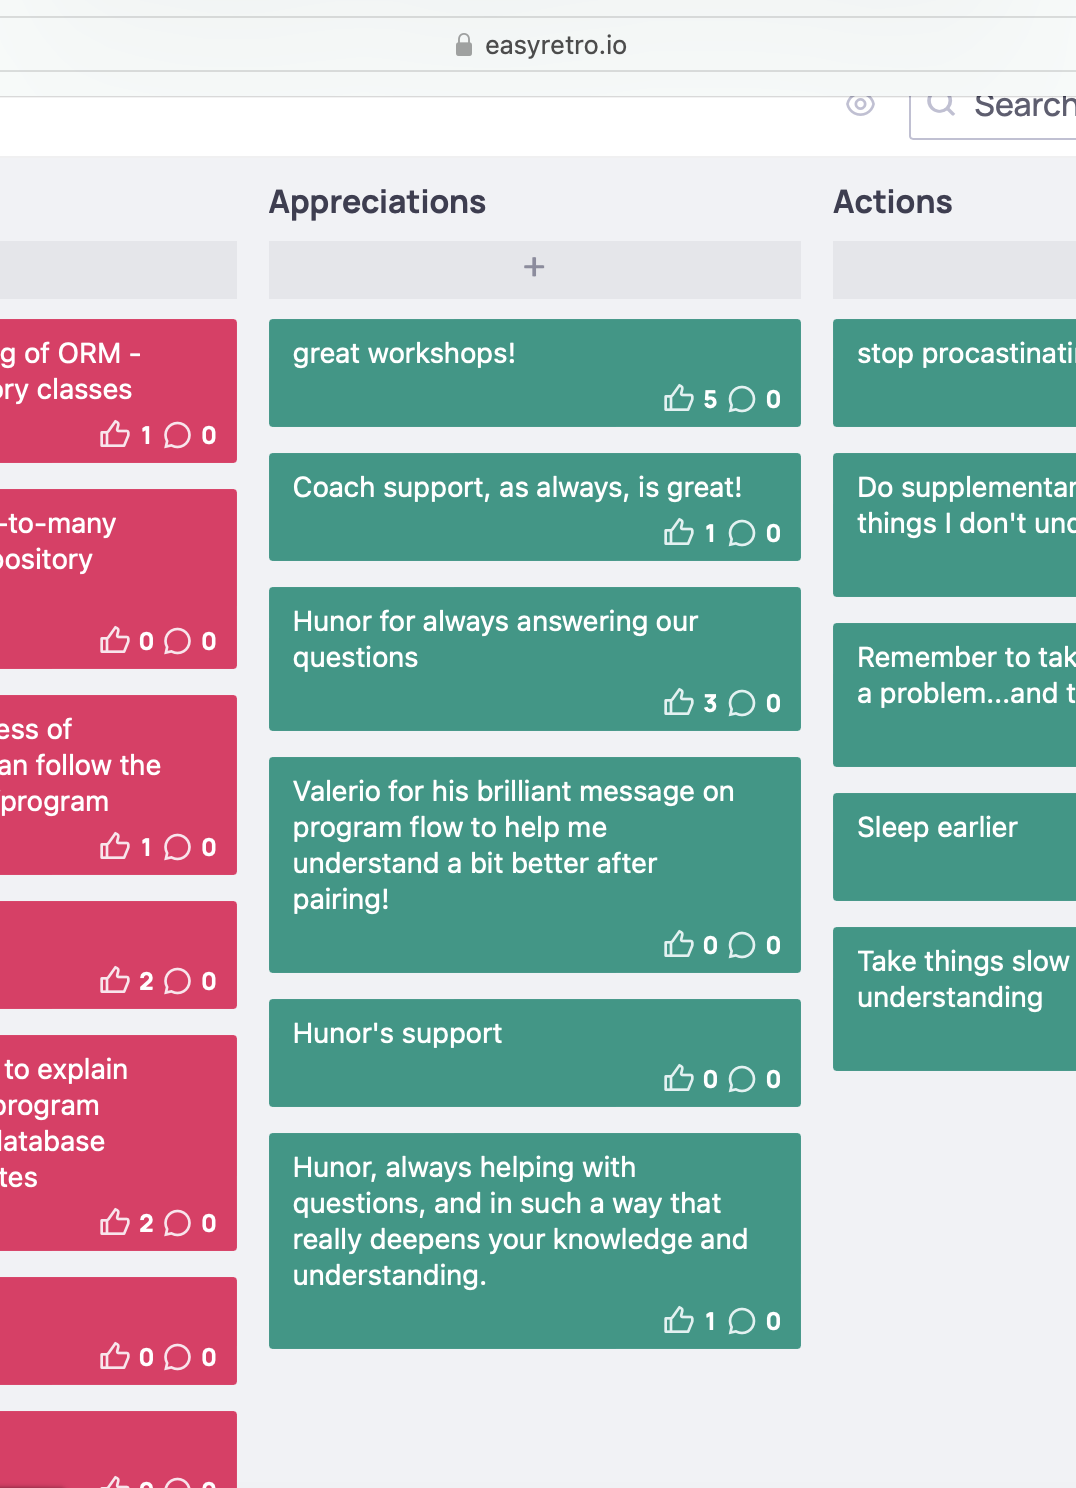 easyretro.io
Search
Appreciations
Actions
+
g of ORM -
ory classes
1 0
-to-many
pository
0 0
ess of
an follow the
program
1 0
2 0
to explain
program
database
tes
2 0
0 0
great workshops!
5 0
Coach support, as always, is great!
1 0
Hunor for always answering our
questions
3 0
Valerio for his brilliant message on
program flow to help me
understand a bit better after
pairing!
0 0
Hunor's support
0 0
Hunor, always helping with
questions, and in such a way that
really deepens your knowledge and
understanding.
1 0
stop procastinati
Do supplementar
things I don't und
Remember to tak
a problem...and t
Sleep earlier
Take things slow
understanding